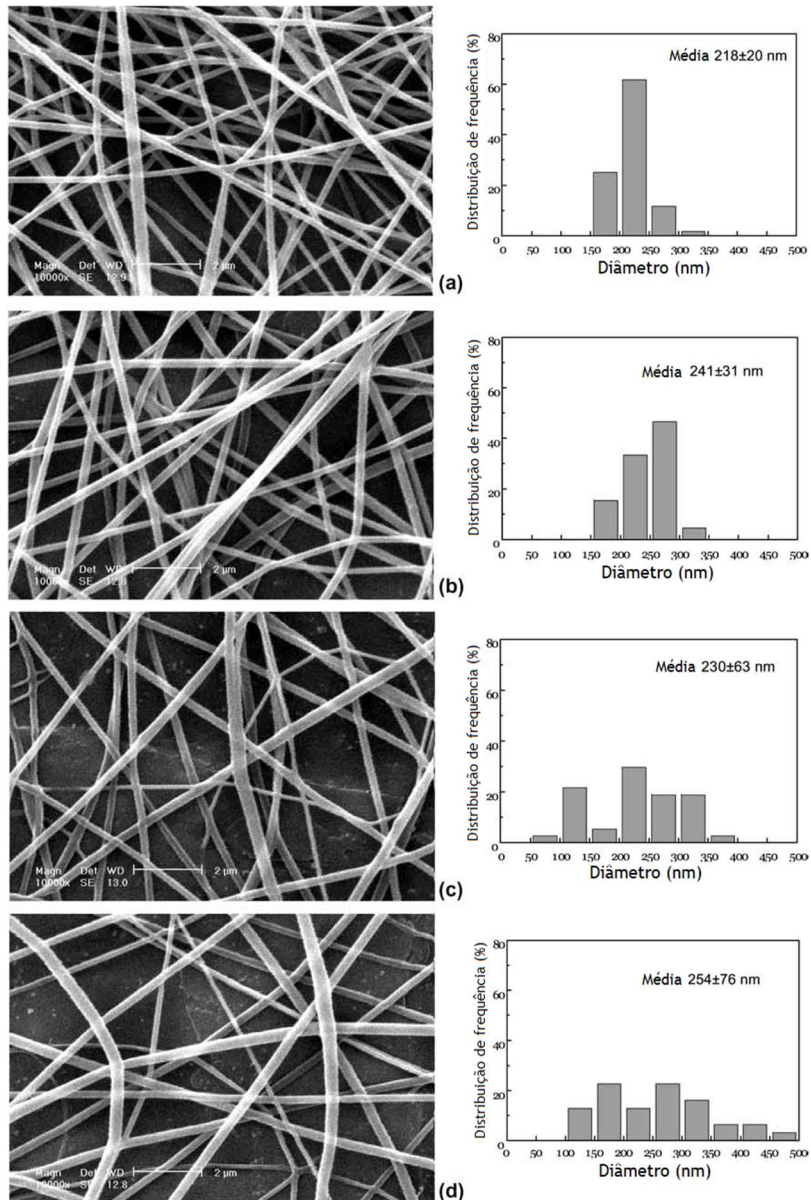 Magn Det WD 2 µm
10000x SE 12.9
(a)
Distribuição de frequência (%)
80
60
40
20
0
Média 218±20 nm
0 50 100 150 200 250 300 350 400 450 500
Diâmetro (nm)
Magn Det WD 2 µm
10000x SE 12.8
(b)
Distribuição de frequência (%)
80
60
40
20
0
Média 241±31 nm
0 50 100 150 200 250 300 350 400 450 500
Diâmetro (nm)
Magn Det WD 2 µm
10000x SE 13.0
(c)
Distribuição de frequência (%)
80
60
40
20
0
Média 230±63 nm
0 50 100 150 200 250 300 350 400 450 500
Diâmetro (nm)
Magn Det WD 2 µm
10000x SE 12.8
(d)
Distribuição de frequência (%)
80
60
40
20
0
Média 254±76 nm
0 50 100 150 200 250 300 350 400 450 500
Diâmetro (nm)